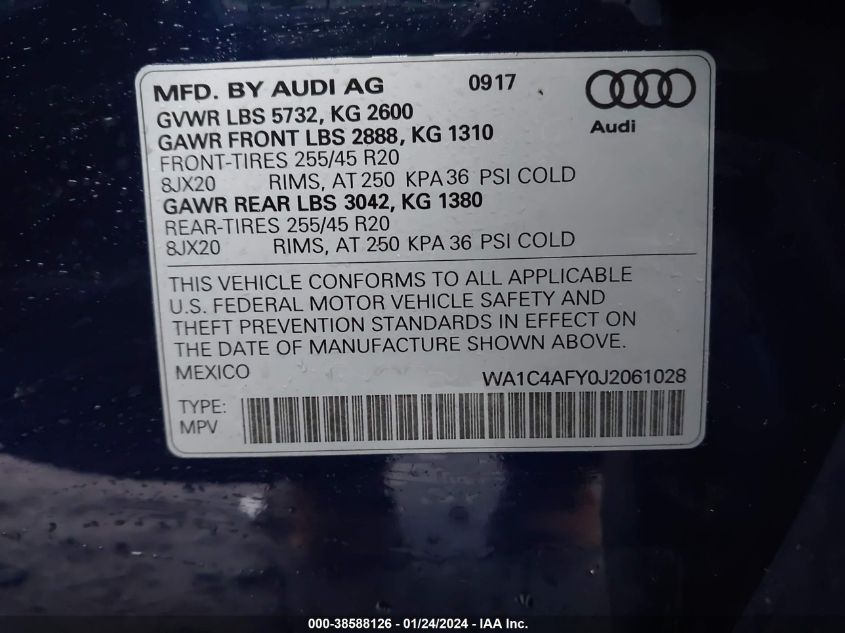 MFD. BY AUDI AG 0917
GVWR LBS 5732, KG 2600
GAWR FRONT LBS 2888, KG 1310
Audi
FRONT-TIRES 255/45 R20
8JX20 RIMS, AT 250 KPA 36 PSI COLD
GAWR REAR LBS 3042, KG 1380
REAR-TIRES 255/45 R20
8JX20 RIMS, AT 250 KPA 36 PSI COLD
THIS VEHICLE CONFORMS TO ALL APPLICABLE
U.S. FEDERAL MOTOR VEHICLE SAFETY AND
THEFT PREVENTION STANDARDS IN EFFECT ON
THE DATE OF MANUFACTURE SHOWN ABOVE.
MEXICO WA1C4AFY0J2061028
TYPE:
MPV
000-38588126 - 01/24/2024 - IAA Inc.